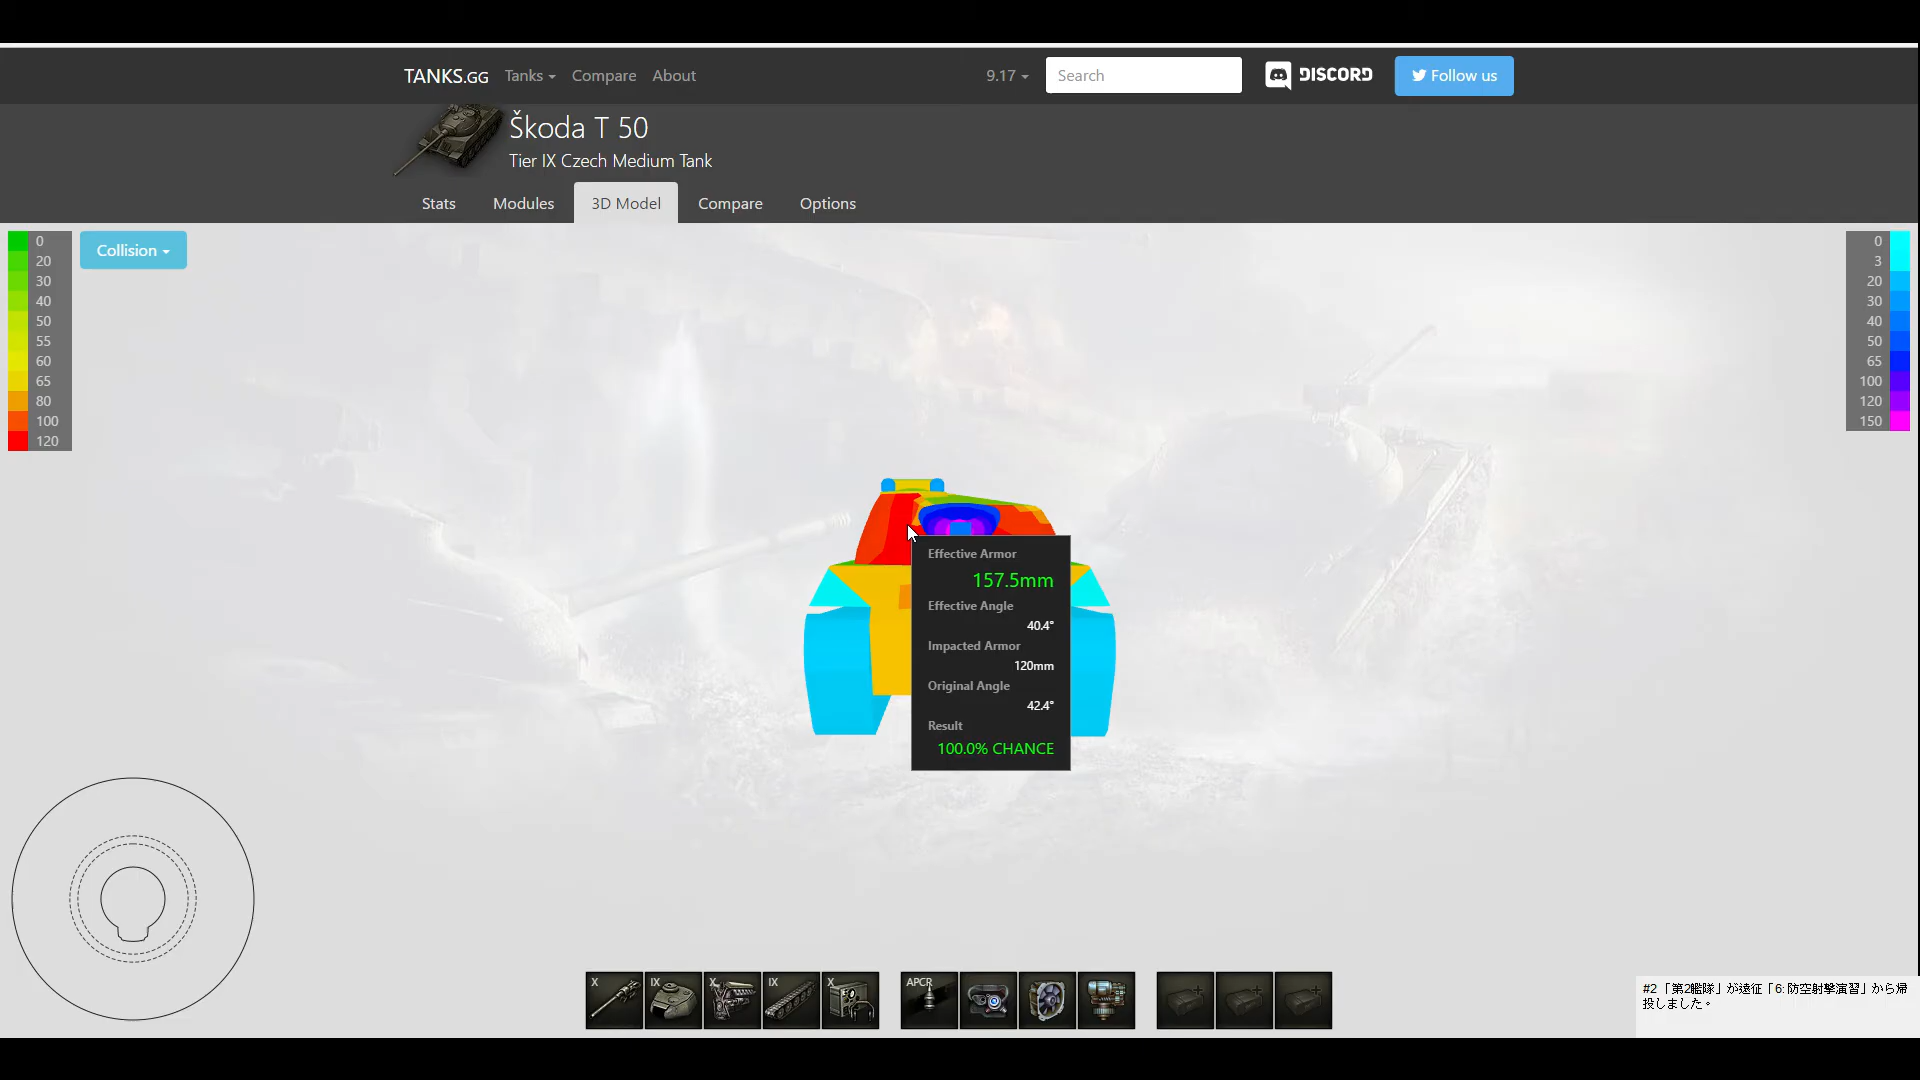 TANKS.GG Tanks Compare About 9.17 Search DISCORD Follow us
Škoda T 50
Tier IX Czech Medium Tank
Stats Modules 3D Model Compare Options
Collision
0
20
30
40
50
55
60
65
80
100
120
0
3
20
30
40
50
65
100
120
150
Effective Armor
157.5mm
Effective Angle
40.4°
Impacted Armor
120mm
Original Angle
42.4°
Result
100.0% CHANCE
X IX X IX X APCR
#2「第2艦隊」が遠征「6:防空射撃演習」から帰
投しました。